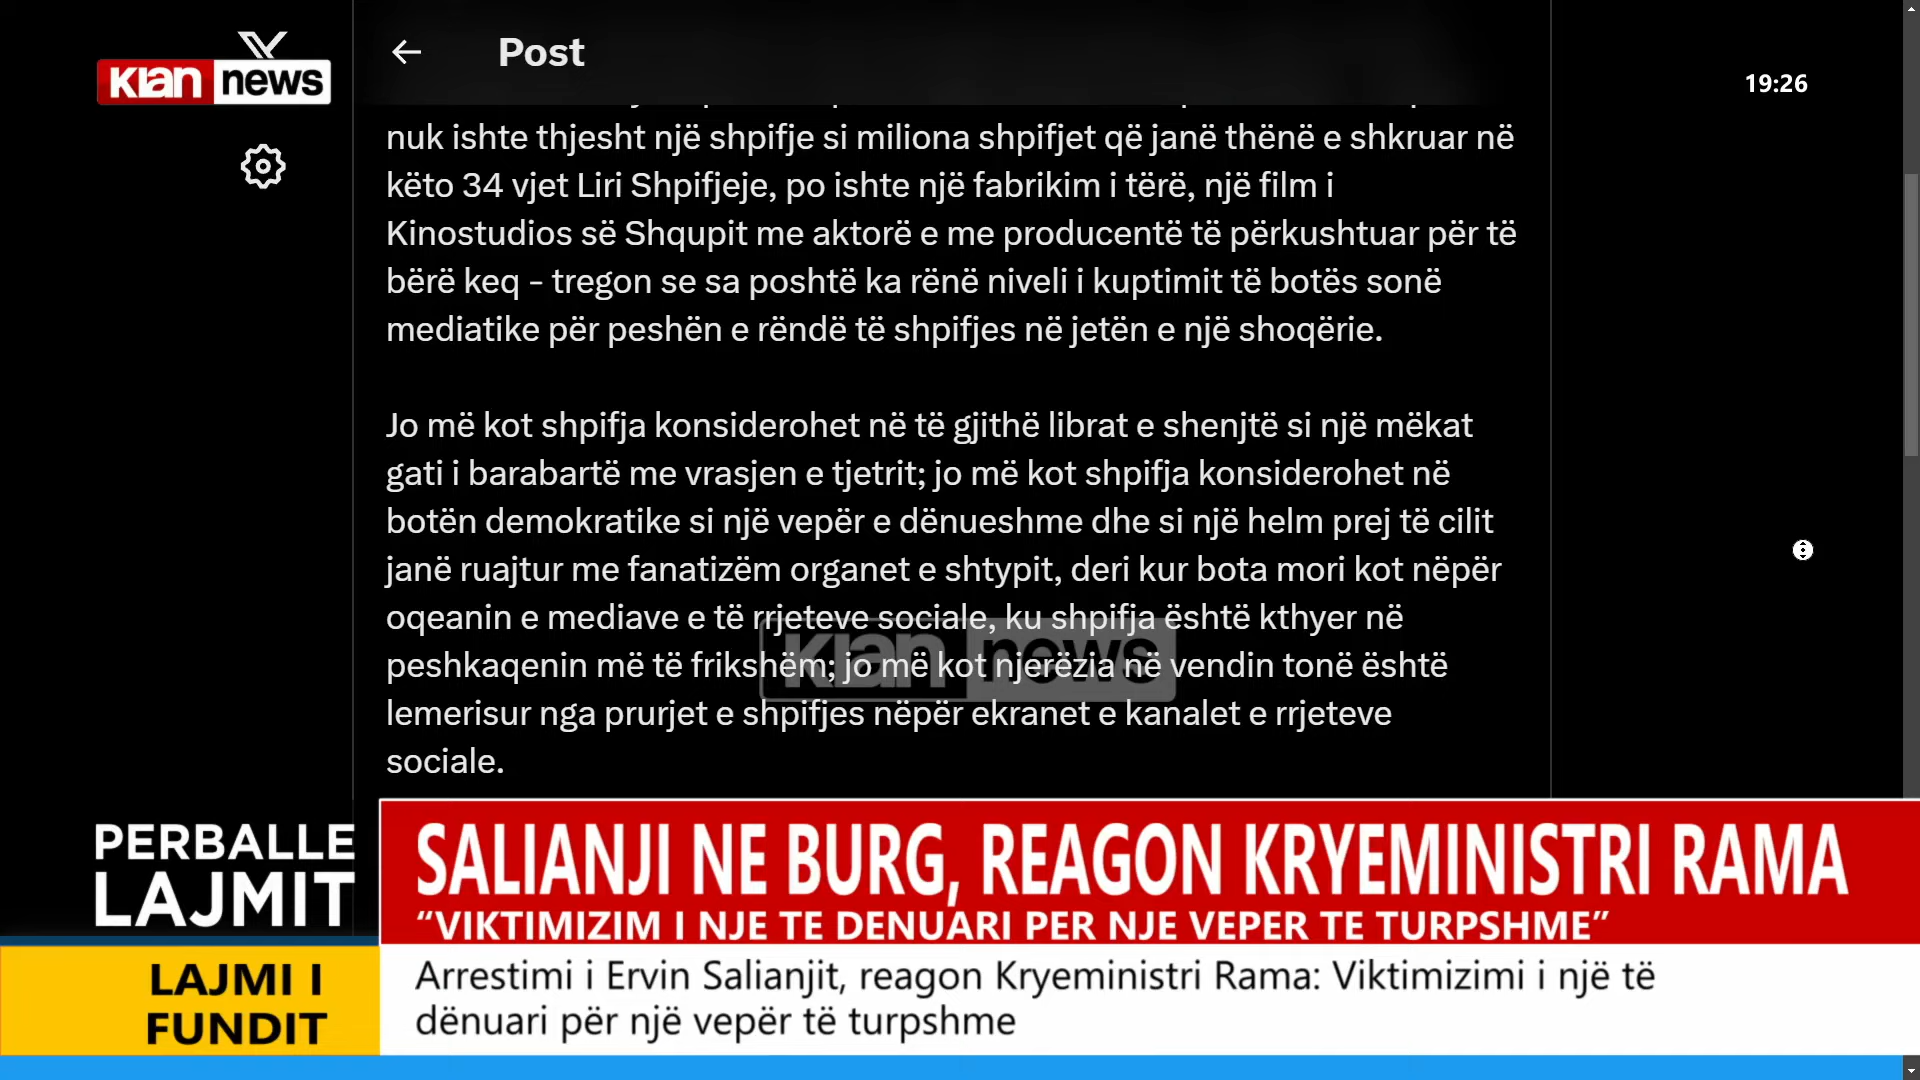 klan news
Post
19:26
nuk ishte thjesht një shpifje si miliona shpifjet që janë thënë e shkruar në
këto 34 vjet Liri Shpifjeje, po ishte një fabrikim i tërë, një film i
Kinostudios së Shqupit me aktorë e me producentë të përkushtuar për të
bërë keq - tregon se sa poshtë ka rënë niveli i kuptimit të botës sonë
mediatike për peshën e rëndë të shpifjes në jetën e një shoqërie.
Jo më kot shpifja konsiderohet në të gjithë librat e shenjtë si një mëkat
gati i barabartë me vrasjen e tjetrit; jo më kot shpifja konsiderohet në
botën demokratike si një vepër e dënueshme dhe si një helm prej të cilit
janë ruajtur me fanatizëm organet e shtypit, deri kur bota mori kot nëpër
oqeanin e mediave e të rrjeteve sociale, ku shpifja është kthyer në
peshkaqenin më të frikshëm; jo më kot njerëzia në vendin tonë është
lemerisur nga prurjet e shpifjes nëpër ekranet e kanalet e rrjeteve
sociale.
klan news
PERBALLE
LAJMIT
SALIANJI NE BURG, REAGON KRYEMINISTRI RAMA
“VIKTIMIZIM I NJE TE DENUARI PER NJE VEPER TE TURPSHME”
LAJMI I
FUNDIT
Arrestimi i Ervin Salianjit, reagon Kryeministri Rama: Viktimizimi i një të
dënuari për një vepër të turpshme